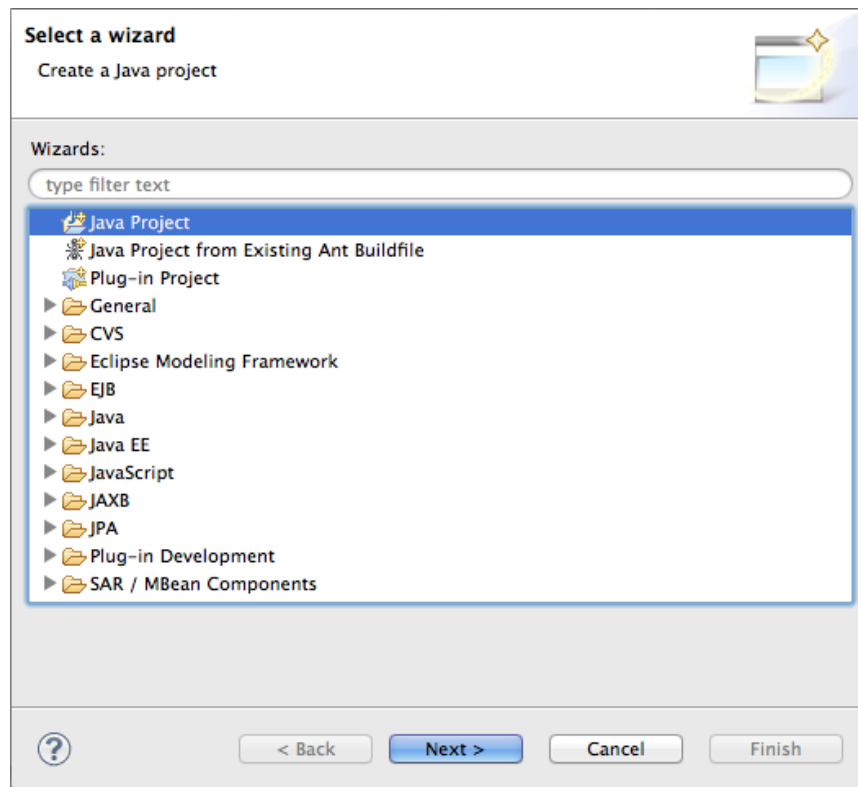 Select a wizard
Create a Java project
Wizards:
type filter text
Java Project
Java Project from Existing Ant Buildfile
Plug-in Project
General
CVS
Eclipse Modeling Framework
EJB
Java
Java EE
JavaScript
JAXB
JPA
Plug-in Development
SAR / MBean Components
?
< Back Next > Cancel Finish